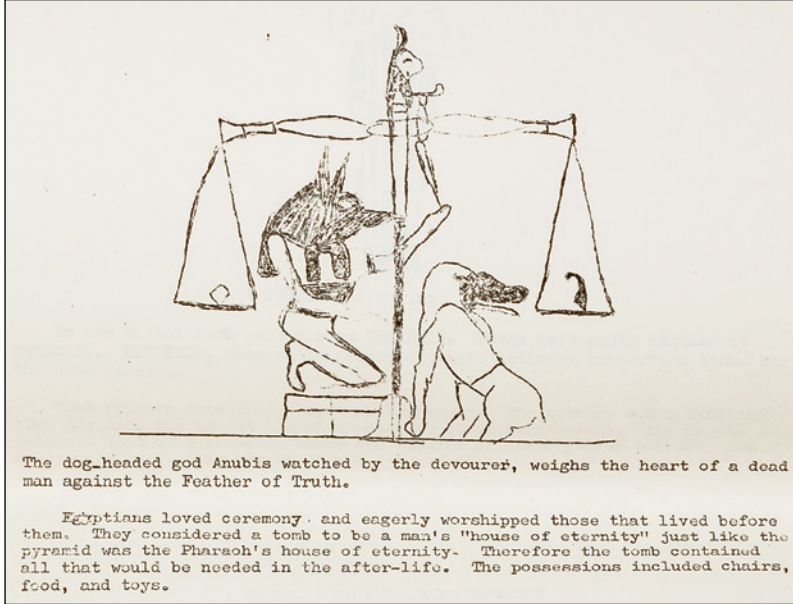 The dog-headed god Anubis watched by the devourer, weighs the heart of a dead
man against the Feather of Truth.
Egyptians loved ceremony and eagerly worshipped those that lived before
them. They considered a tomb to be a man's "house of eternity" just like the
pyramid was the Pharaoh's house of eternity- Therefore the tomb contained
all that would be needed in the after-life. The possessions included chairs,
food, and toys.